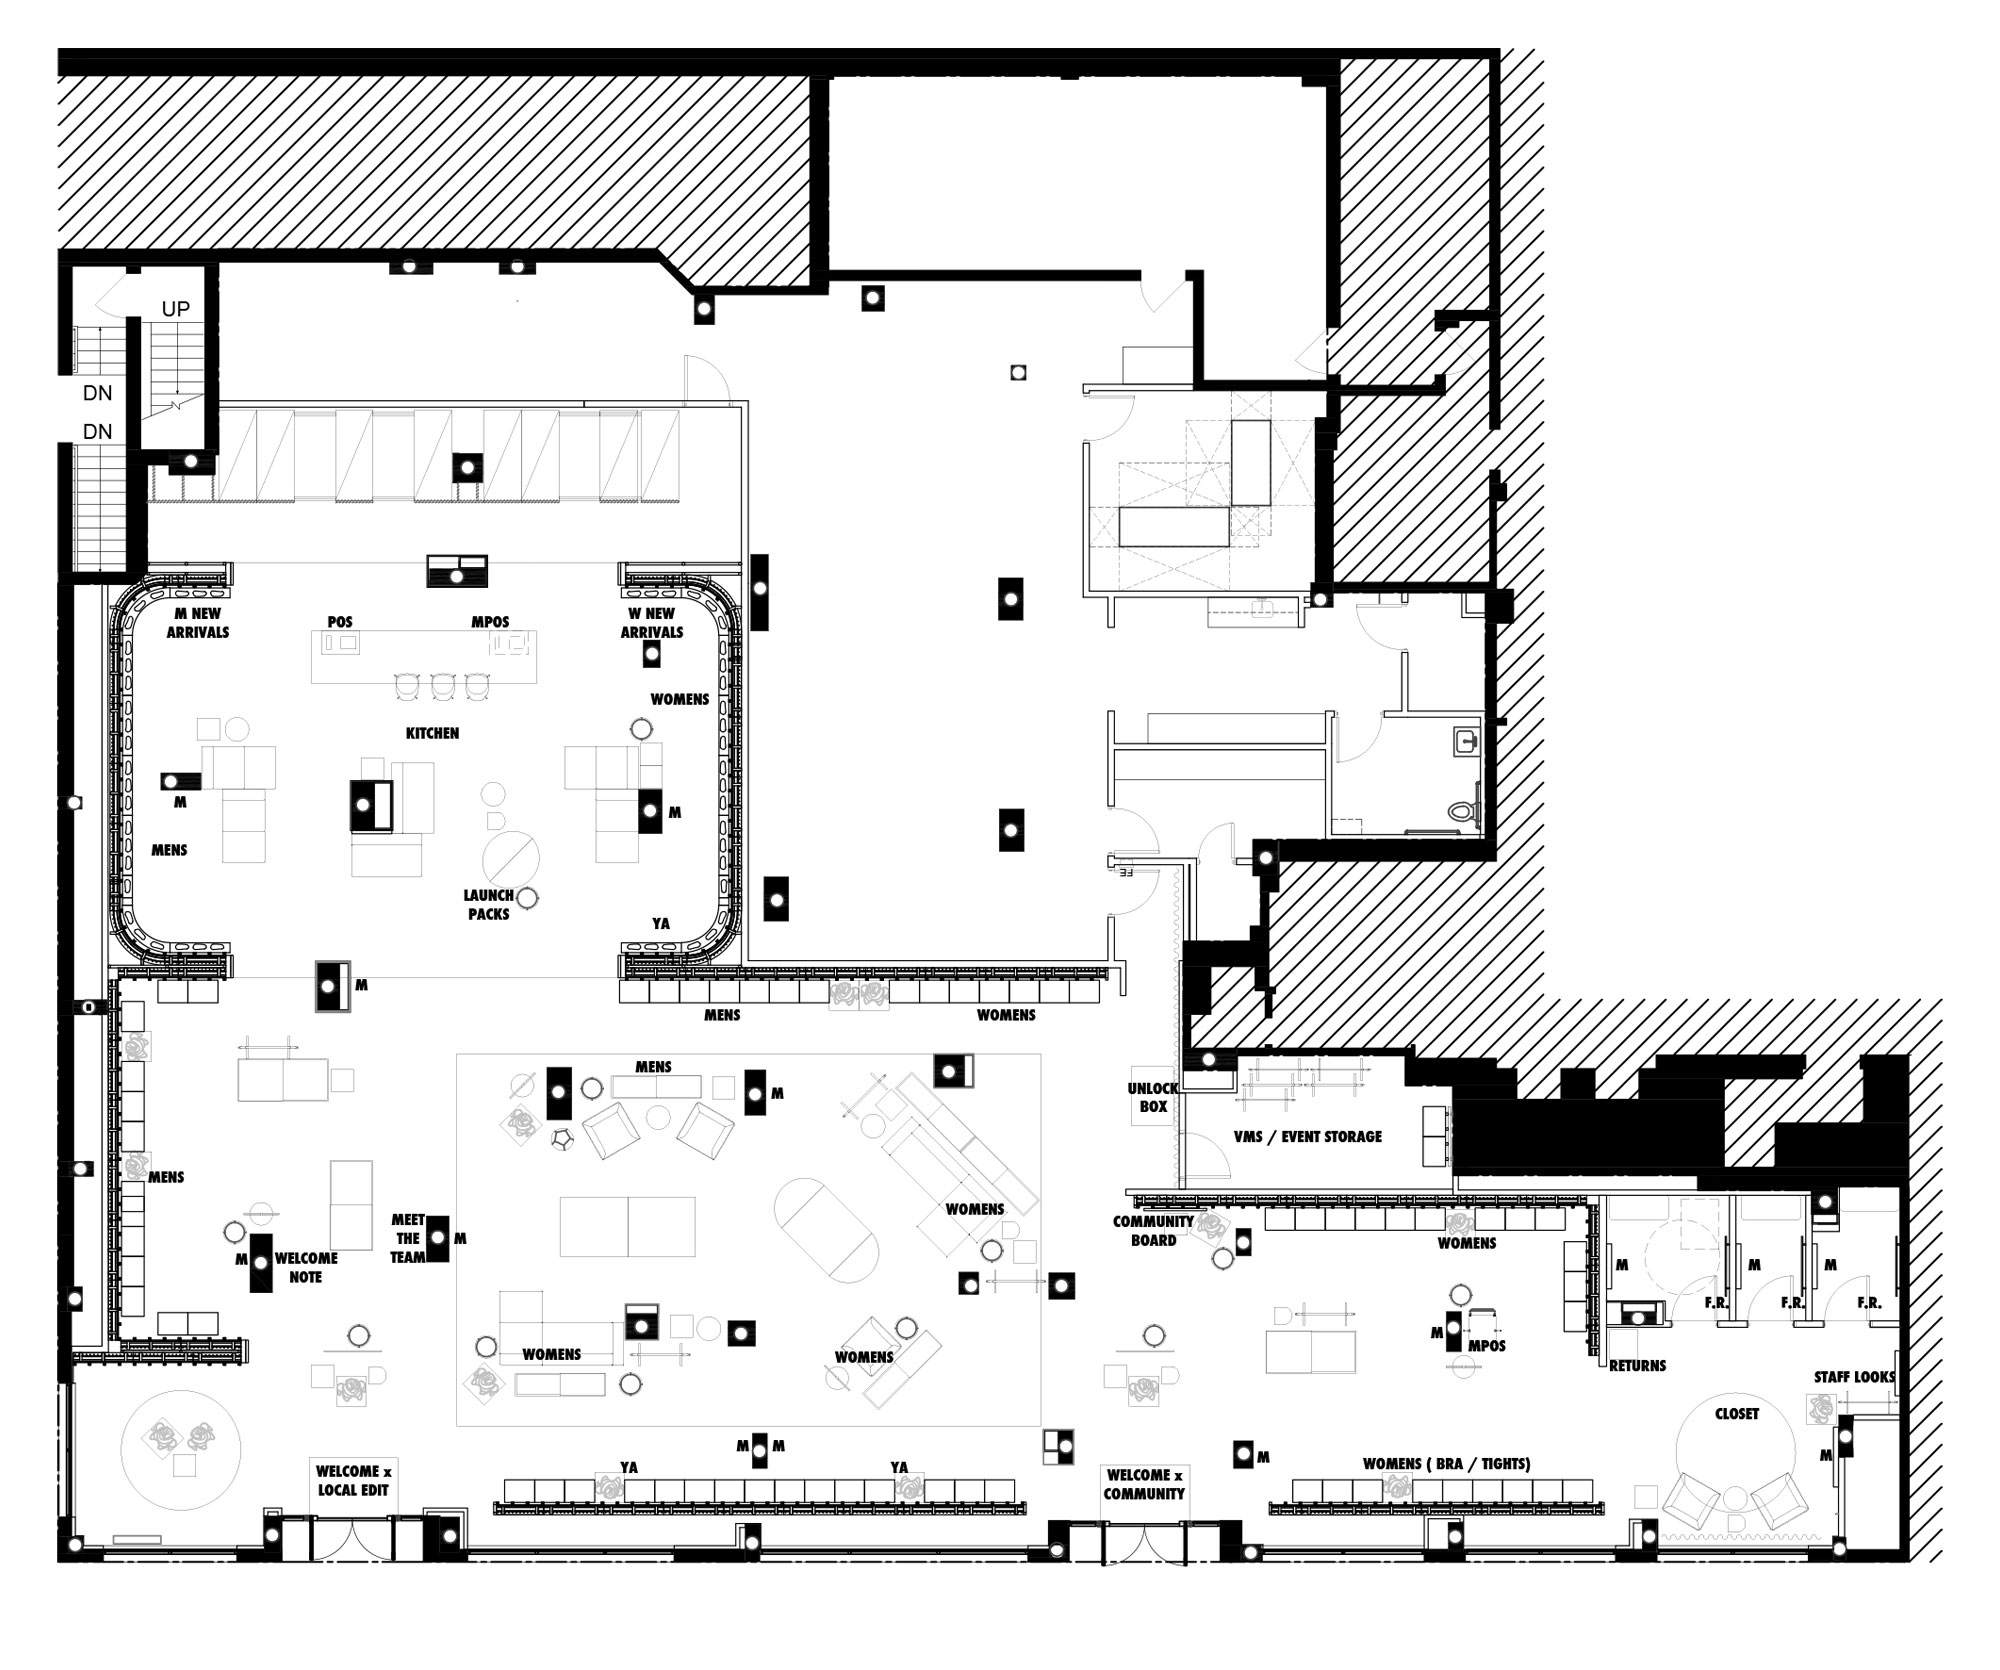 UP
DN
DN
M NEW
ARRIVALS
POS
MPOS
W NEW
ARRIVALS
WOMENS
KITCHEN
M
M
MENS
LAUNCH
PACKS
YA
M
MENS
WOMENS
MENS
M
UNLOCK
BOX
VMS / EVENT STORAGE
MENS
MEET
THE
TEAM
M
M
WELCOME
NOTE
WOMENS
COMMUNITY
BOARD
WOMENS
M
M
M
F.R.
F.R.
F.R.
M
MPOS
WOMENS
WOMENS
RETURNS
STAFF LOOKS
CLOSET
M
M
M
M
YA
YA
WOMENS ( BRA / TIGHTS)
WELCOME x
LOCAL EDIT
WELCOME x
COMMUNITY